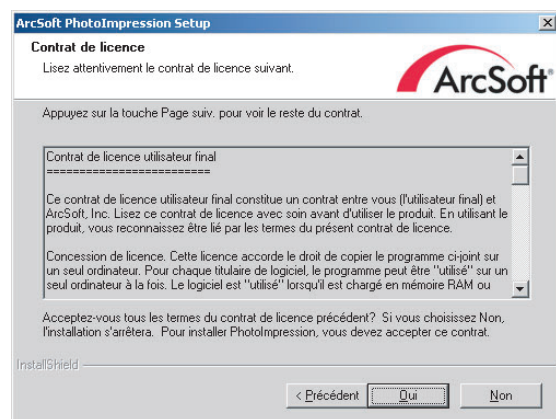 ArcSoft PhotoImpression Setup
Contrat de licence
Lisez attentivement le contrat de licence suivant.
ArcSoft®
Appuyez sur la touche Page suiv. pour voir le reste du contrat.
Contrat de licence utilisateur final
=========================
Ce contrat de licence utilisateur final constitue un contrat entre vous (l'utilisateur final) et
ArcSoft, Inc. Lisez ce contrat de licence avec soin avant d'utiliser le produit. En utilisant le
produit, vous reconnaissez être lié par les termes du présent contrat de licence.
Concession de licence. Cette licence accorde le droit de copier le programme ci-joint sur
un seul ordinateur. Pour chaque titulaire de logiciel, le programme peut être "utilisé" sur un
seul ordinateur à la fois. Le logiciel est "utilisé" lorsqu'il est chargé en mémoire RAM ou
Acceptez-vous tous les termes du contrat de licence précédent? Si vous choisissez Non,
l'installation s'arrêtera. Pour installer PhotoImpression, vous devez accepter ce contrat.
InstallShield
< Précédent
Oui
Non